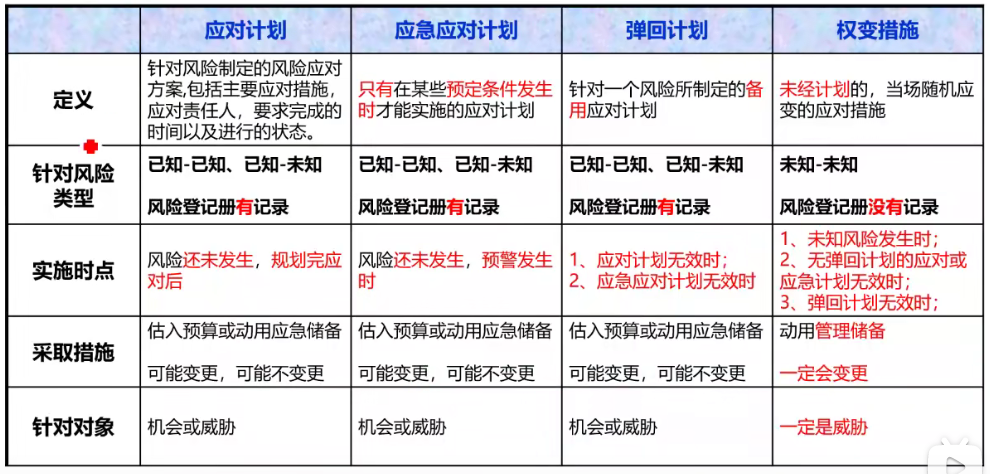 应对计划 应急应对计划 弹回计划 权变措施
定义
针对风险制定的风险应对
方案,包括主要应对措施,
应对责任人，要求完成的
时间以及进行的状态。
只有在某些预定条件发生
时才能实施的应对计划
针对一个风险所制定的备
用应对计划
未经计划的，当场随机应
变的应对措施
针对风险
类型
已知-已知、已知-未知
风险登记册有记录
已知-已知、已知-未知
风险登记册有记录
已知-已知、已知-未知
风险登记册有记录
未知-未知
风险登记册没有记录
实施时点
风险还未发生，规划完应
对后
风险还未发生，预警发生
时
1、应对计划无效时；
2、应急应对计划无效时
1、未知风险发生时；
2、无弹回计划的应对或
应急计划无效时；
3、弹回计划无效时；
采取措施
估入预算或动用应急储备
可能变更，可能不变更
估入预算或动用应急储备
可能变更，可能不变更
估入预算或动用应急储备
可能变更，可能不变更
动用管理储备
一定会变更
针对对象
机会或威胁
机会或威胁
机会或威胁
一定是威胁